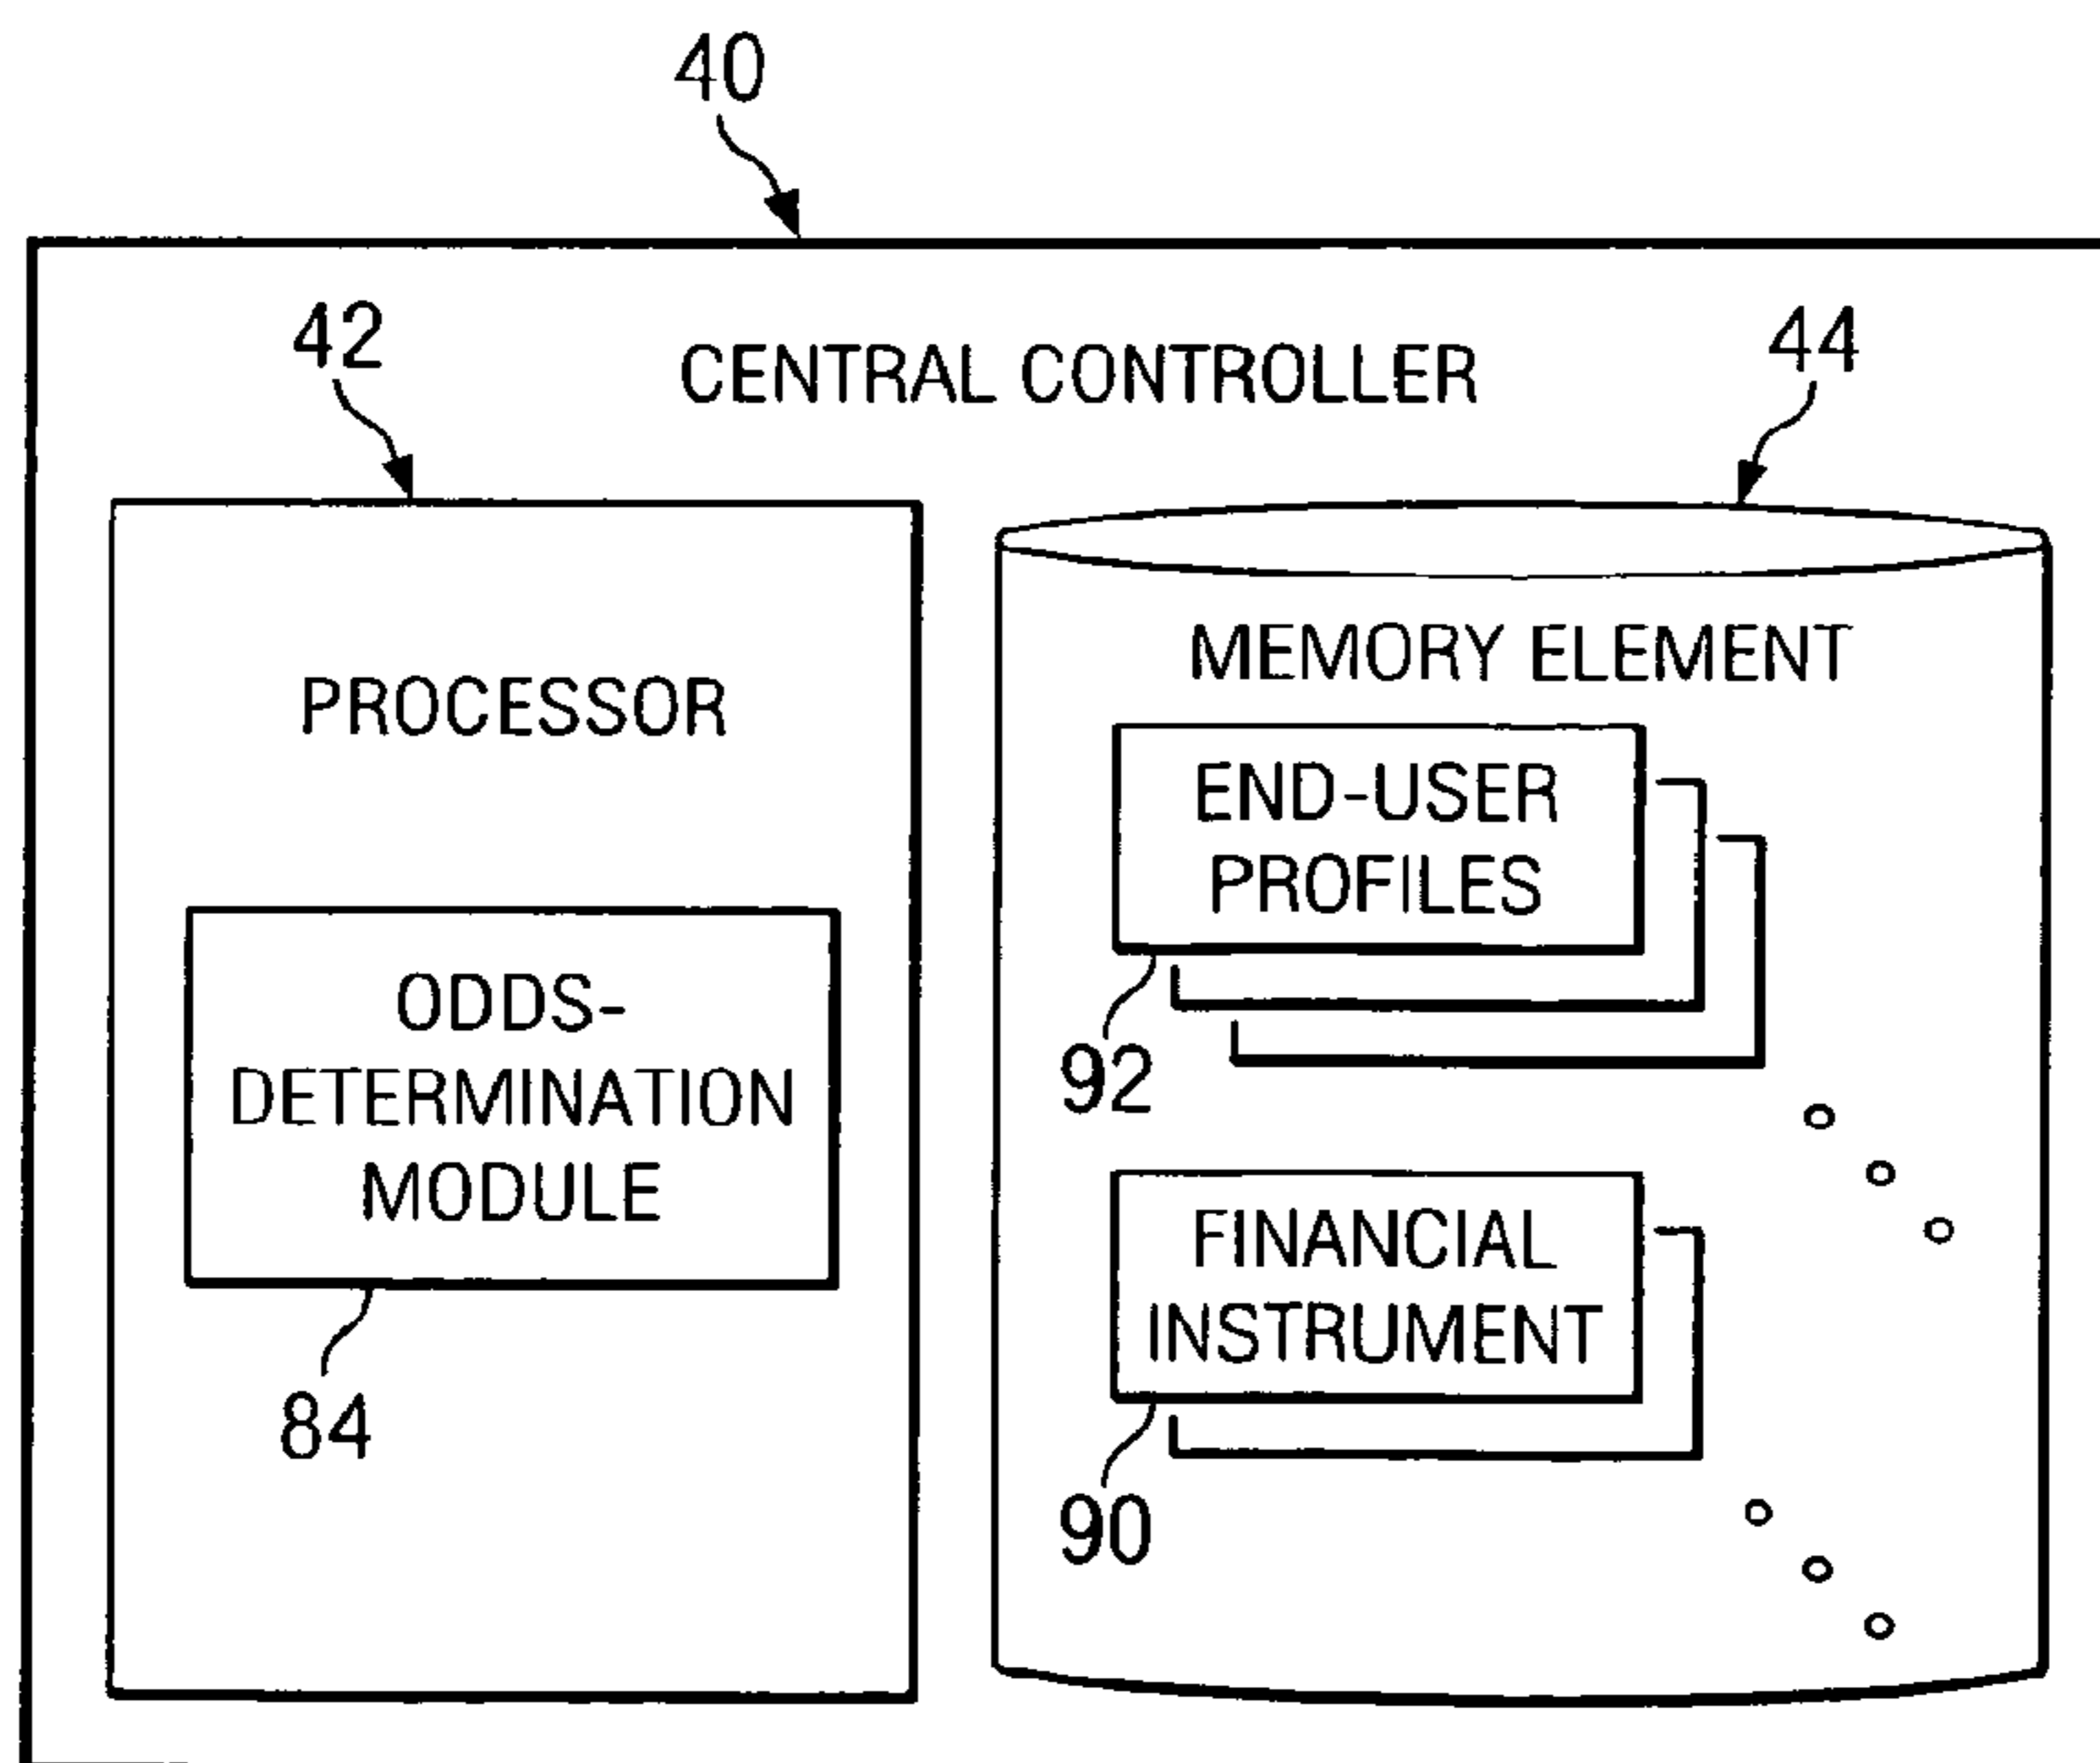 40
42
CENTRAL CONTROLLER
44
PROCESSOR
MEMORY ELEMENT
END-USER
PROFILES
ODDS-
DETERMINATION
MODULE
92
84
FINANCIAL
INSTRUMENT
90